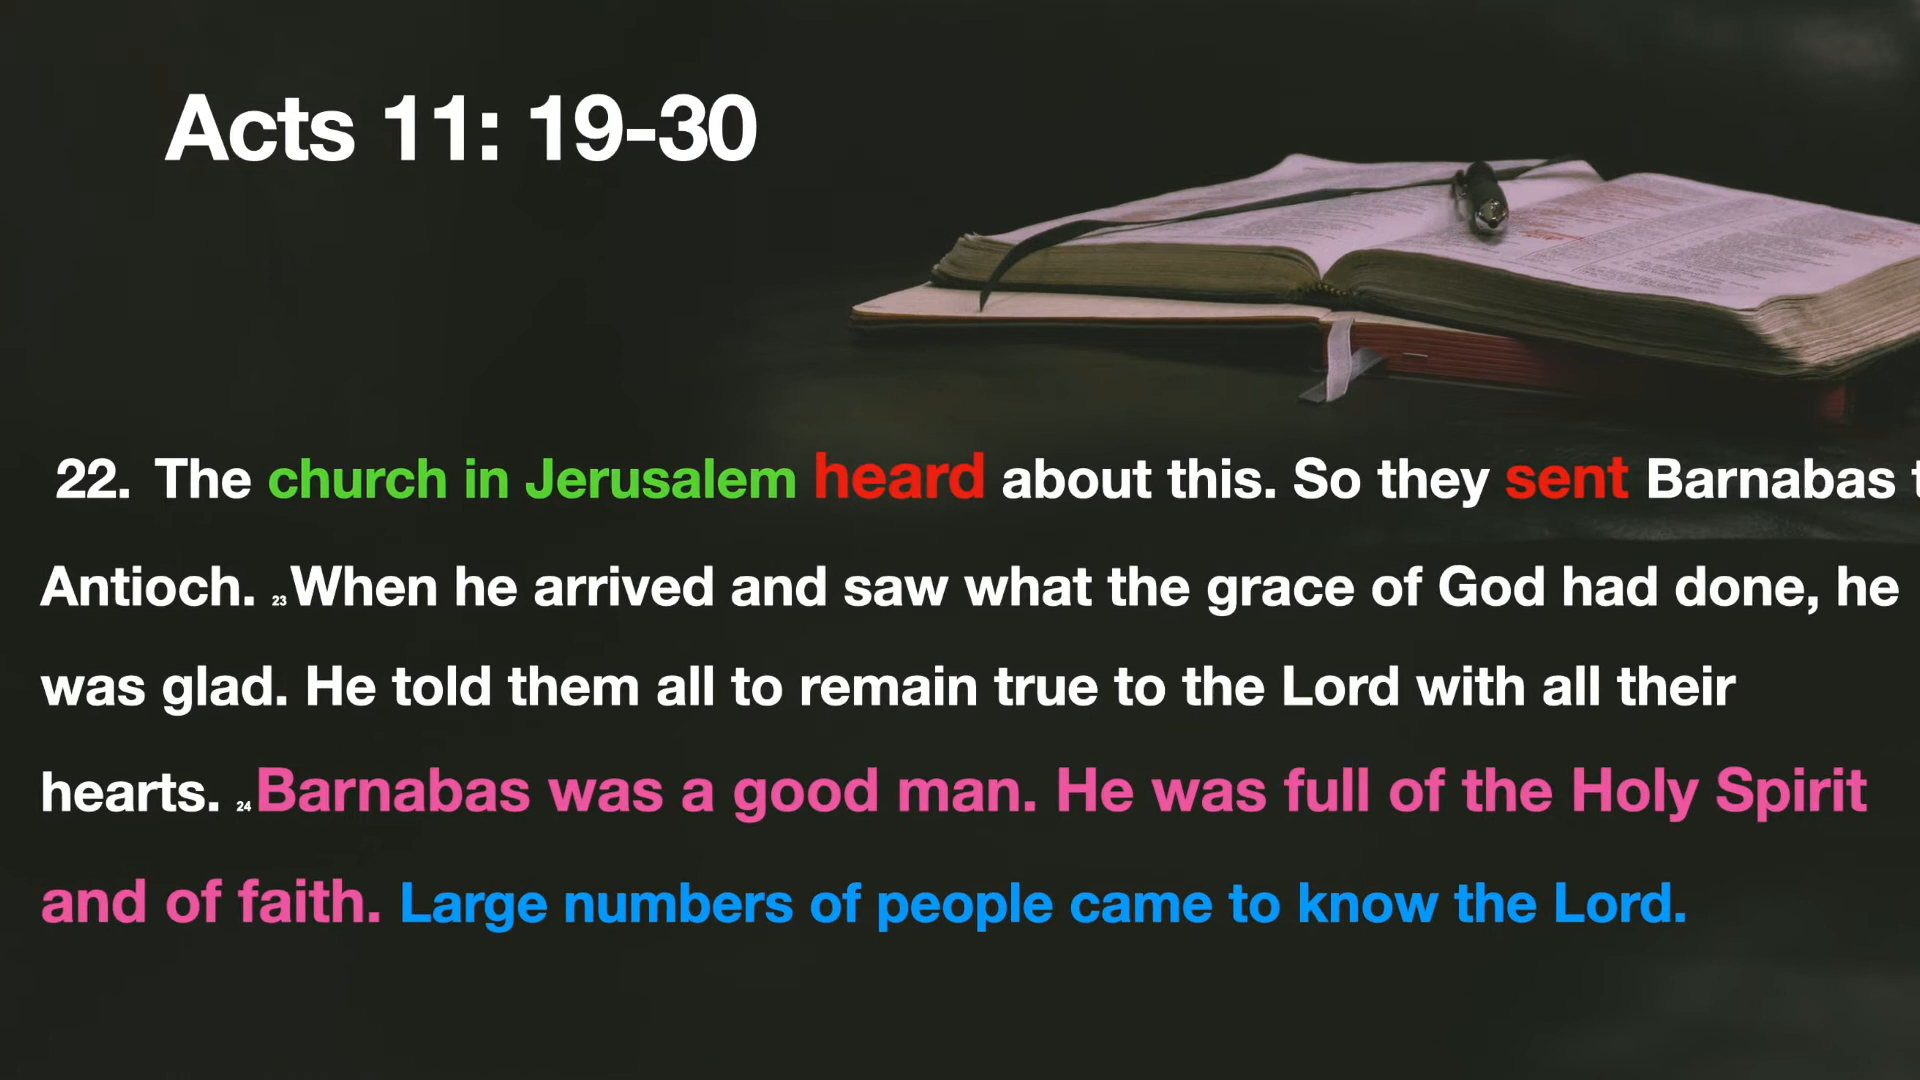 Acts 11: 19-30
22. The church in Jerusalem heard about this. So they sent Barnabas t
Antioch. 23 When he arrived and saw what the grace of God had done, he
was glad. He told them all to remain true to the Lord with all their
hearts. 24 Barnabas was a good man. He was full of the Holy Spirit
and of faith. Large numbers of people came to know the Lord.